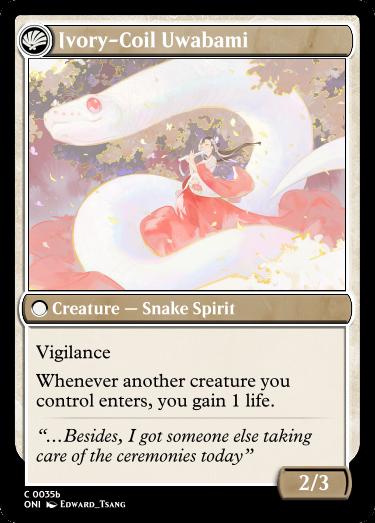 Ivory-Coil Uwabami
Creature — Snake Spirit
Vigilance
Whenever another creature you
control enters, you gain 1 life.
“...Besides, I got someone else taking
care of the ceremonies today”
2/3
C 0035b
ONI Edward_Tsang